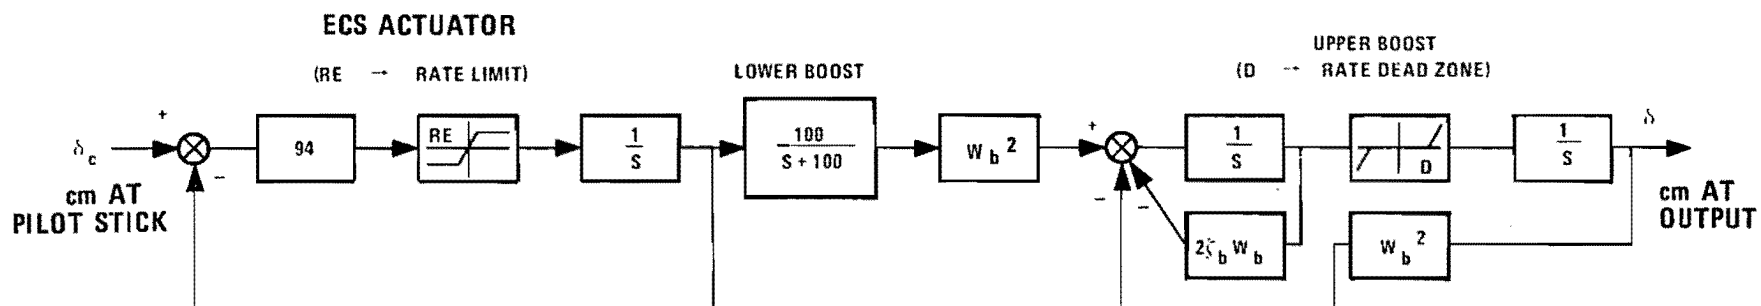 ECS ACTUATOR
(RE → RATE LIMIT)
LOWER BOOST
UPPER BOOST
(D → RATE DEAD ZONE)
δc
cm AT
PILOT STICK
+
−
94
RE
1
S
100
S + 100
Wb²
+
−
−
1
S
D
1
S
δ
cm AT
OUTPUT
2ζb Wb
Wb²